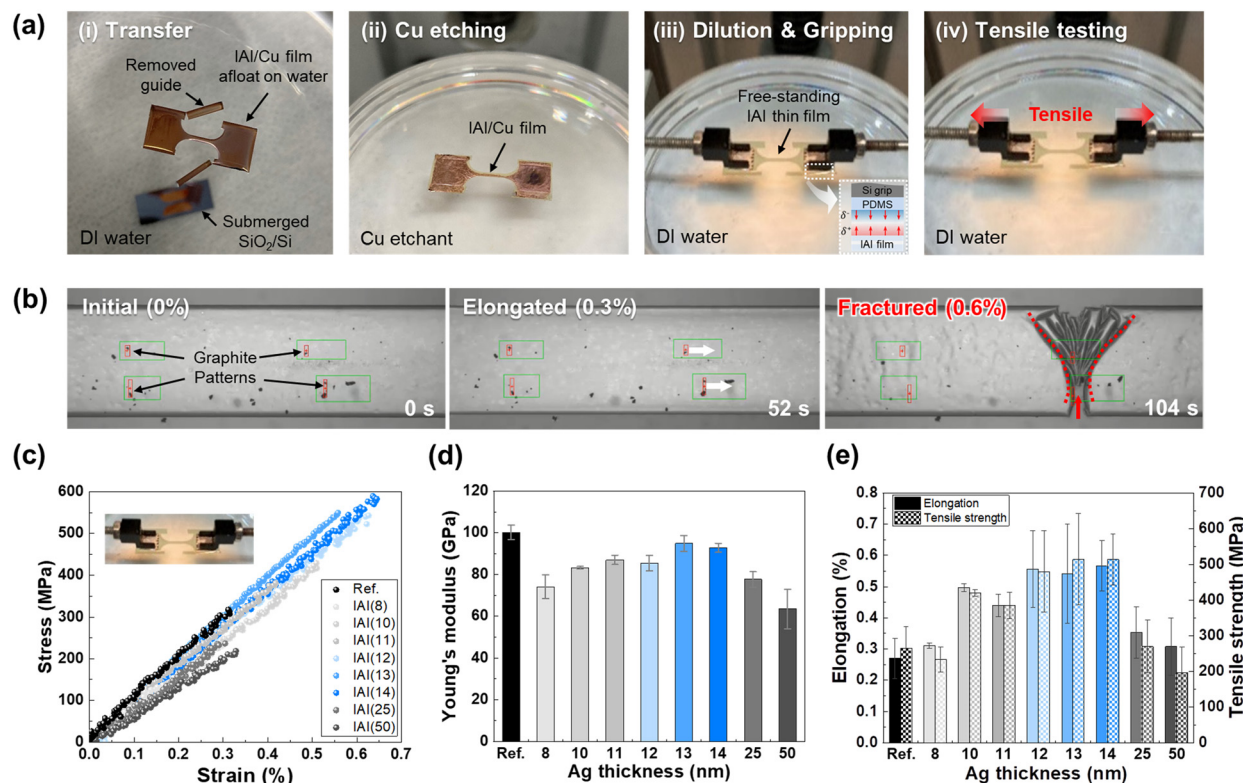 (a)
(i) Transfer
Removed
guide
IAI/Cu film
afloat on water
Submerged
SiO₂/Si
DI water
(ii) Cu etching
IAI/Cu film
Cu etchant
(iii) Dilution & Gripping
Free-standing
IAI thin film
Si grip
PDMS
δ⁻
δ⁺
IAI film
DI water
(iv) Tensile testing
Tensile
DI water
(b)
Initial (0%)
Graphite
Patterns
0 s
Elongated (0.3%)
52 s
Fractured (0.6%)
104 s
(c)
Stress (MPa)
600
500
400
300
200
100
0
0.0 0.1 0.2 0.3 0.4 0.5 0.6 0.7
Strain (%)
Ref.
IAI(8)
IAI(10)
IAI(11)
IAI(12)
IAI(13)
IAI(14)
IAI(25)
IAI(50)
(d)
Young's modulus (GPa)
120
100
80
60
40
20
0
Ref. 8 10 11 12 13 14 25 50
Ag thickness (nm)
(e)
Elongation (%)
0.8
0.7
0.6
0.5
0.4
0.3
0.2
0.1
0.0
Elongation
Tensile strength
Ref. 8 10 11 12 13 14 25 50
Ag thickness (nm)
700
600
500
400
300
200
100
0
Tensile strength (MPa)